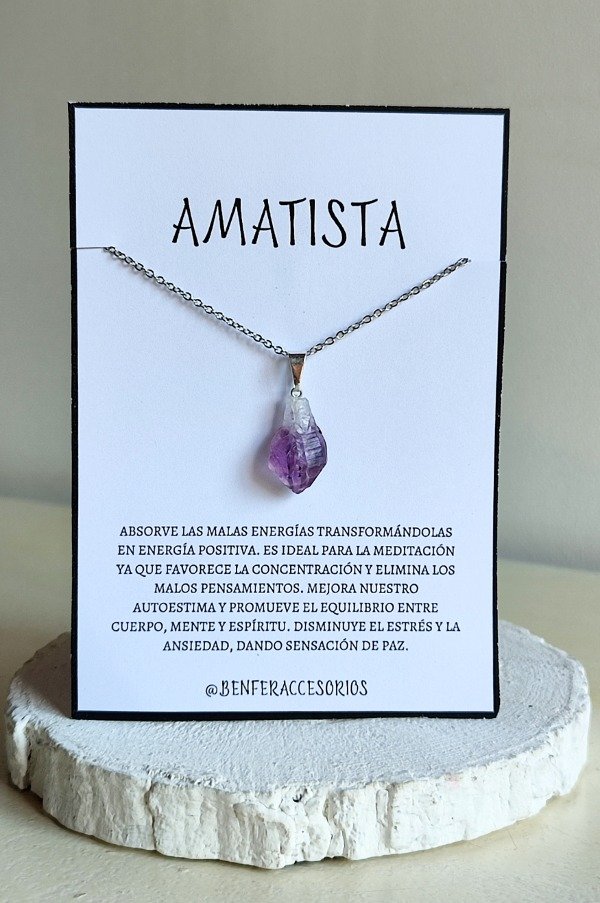 AMATISTA
ABSORVE LAS MALAS ENERGÍAS TRANSFORMÁNDOLAS
EN ENERGÍA POSITIVA. ES IDEAL PARA LA MEDITACIÓN
YA QUE FAVORECE LA CONCENTRACIÓN Y ELIMINA LOS
MALOS PENSAMIENTOS. MEJORA NUESTRO
AUTOESTIMA Y PROMUEVE EL EQUILIBRIO ENTRE
CUERPO, MENTE Y ESPÍRITU. DISMINUYE EL ESTRÉS Y LA
ANSIEDAD, DANDO SENSACIÓN DE PAZ.
@BENFERACCESORIOS